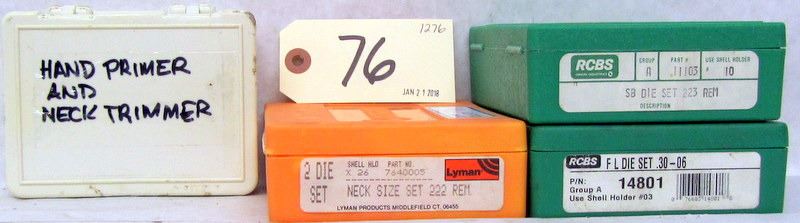 HAND PRIMER
AND
NECK TRIMMER
1276
76
JAN 21 2018
2 DIE SET
SHELL HLD
X 26
PART NO.
7640005
Lyman
NECK SIZE SET 222 REM
LYMAN PRODUCTS MIDDLEFIELD CT. 06455
RCBS
GROUP
A
PART #
11103
USE SHELL HOLDER
# 10
SB DIE SET 223 REM
DESCRIPTION
RCBS F L DIE SET .30-06
P/N: 14801
Group A
Use Shell Holder #03